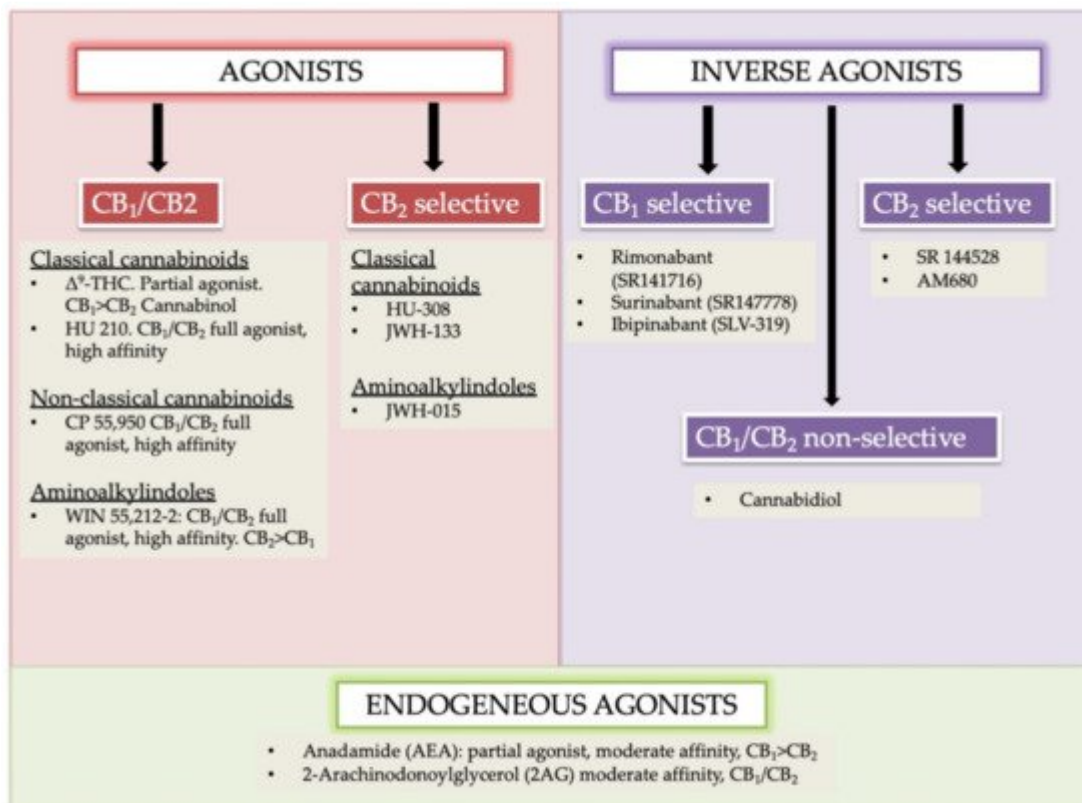 AGONISTS
CB₁/CB2
Classical cannabinoids
• Δ⁹-THC. Partial agonist.
CB₁>CB₂ Cannabinol
• HU 210. CB₁/CB₂ full agonist,
high affinity
Non-classical cannabinoids
• CP 55,950 CB₁/CB₂ full
agonist, high affinity
Aminoalkylindoles
• WIN 55,212-2: CB₁/CB₂ full
agonist, high affinity. CB₂>CB₁
CB₂ selective
Classical
cannabinoids
• HU-308
• JWH-133
Aminoalkylindoles
• JWH-015
INVERSE AGONISTS
CB₁ selective
• Rimonabant
(SR141716)
• Surinabant (SR147778)
• Ibipinabant (SLV-319)
CB₂ selective
• SR 144528
• AM680
CB₁/CB₂ non-selective
• Cannabidiol
ENDOGENEOUS AGONISTS
• Anadamide (AEA): partial agonist, moderate affinity, CB₁>CB₂
• 2-Arachinodonoylglycerol (2AG) moderate affinity, CB₁/CB₂